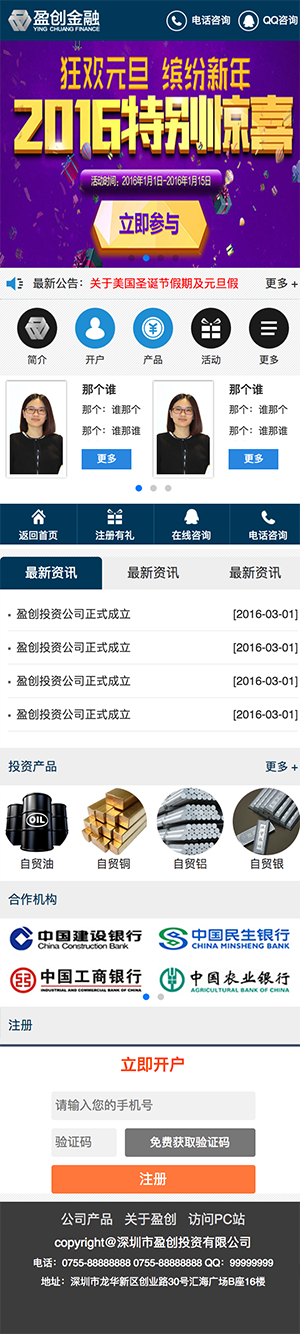 盈创金融 电话咨询 QQ咨询
YING CHUANG FINANCE
狂欢元旦 缤纷新年
2016特别惊喜
活动时间：2016年1月1日-2016年1月15日
立即参与
最新公告：关于美国圣诞节假期及元旦假 更多 +
简介 开户 产品 活动 更多
那个谁 那个谁
那个：谁那个 那个：谁那个
那个：谁那谁 那个：谁那谁
更多 更多
返回首页 注册有礼 在线咨询 电话咨询
最新资讯 最新资讯 最新资讯
盈创投资公司正式成立 [2016-03-01]
盈创投资公司正式成立 [2016-03-01]
盈创投资公司正式成立 [2016-03-01]
盈创投资公司正式成立 [2016-03-01]
投资产品 更多 +
OIL
自贸油 自贸铜 自贸铝 自贸银
合作机构
中国建设银行 中国民生银行
China Construction Bank CHINA MINSHENG BANK
中国工商银行 中国农业银行
INDUSTRIAL AND COMMERCIAL BANK OF CHINA AGRICULTURAL BANK OF CHINA
注册
立即开户
请输入您的手机号
验证码 免费获取验证码
注册
公司产品 关于盈创 访问PC站
copyright@深圳市盈创投资有限公司
电话：0755-88888888 0755-88888888 QQ：99999999
地址：深圳市龙华新区创业路30号汇海广场B座16楼